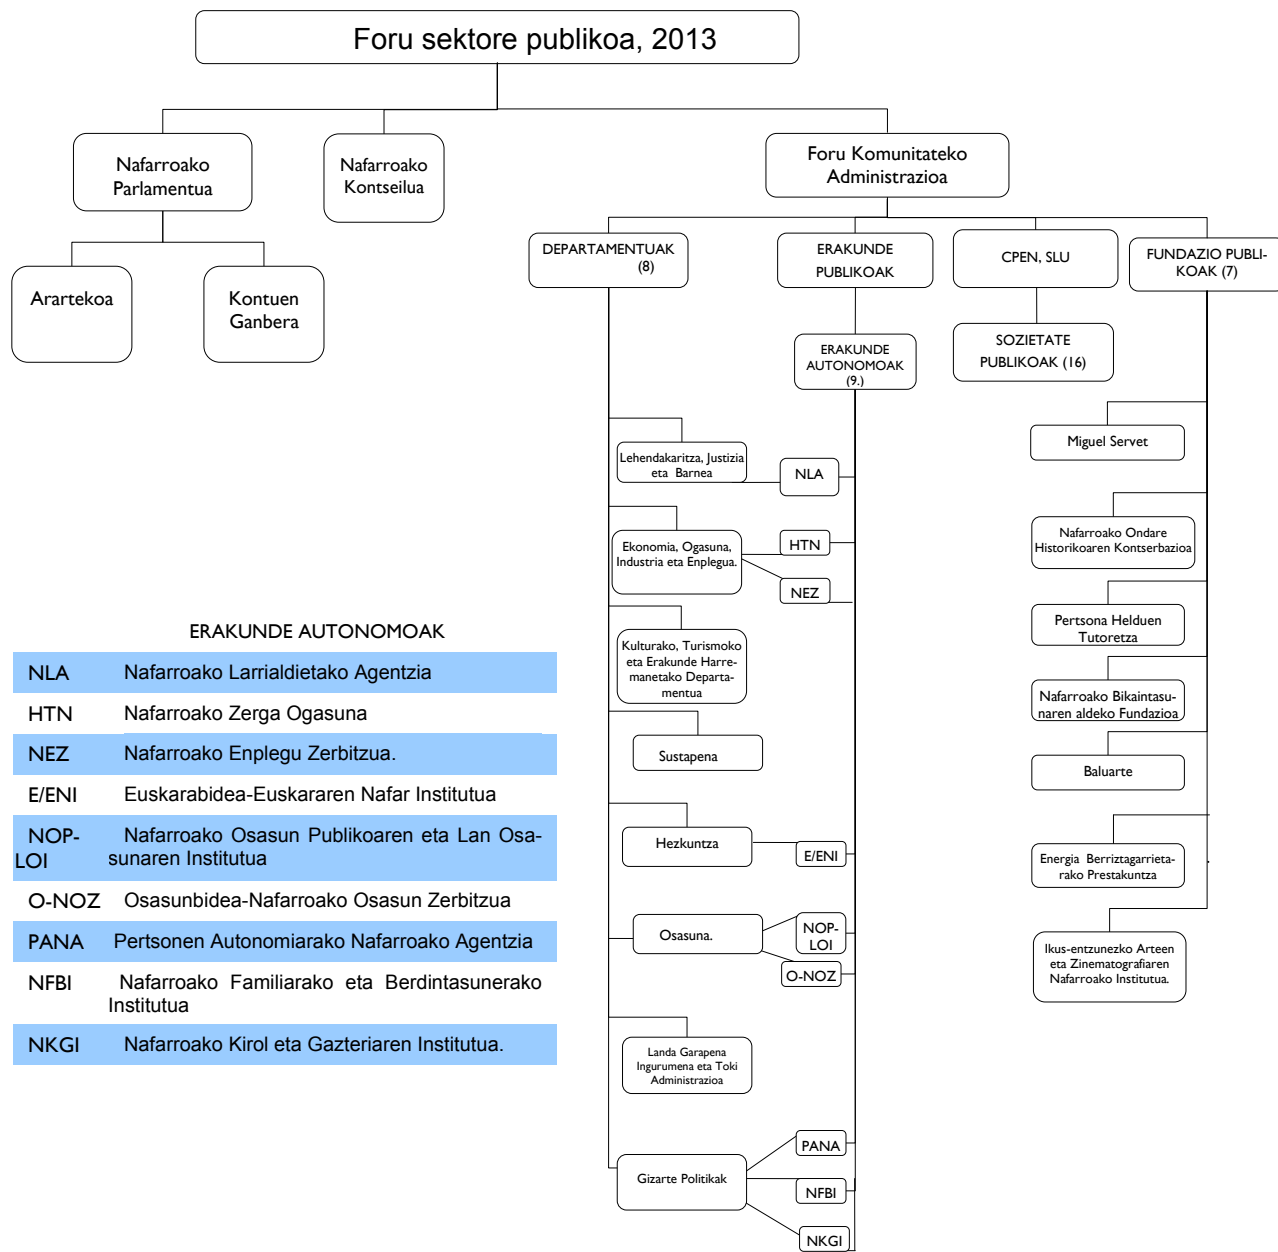 Foru sektore publikoa, 2013
Nafarroako
Parlamentua
Nafarroako
Kontseilua
Foru Komunitateko
Administrazioa
Arartekoa
Kontuen
Ganbera
DEPARTAMENTUAK
(8)
ERAKUNDE
PUBLIKOAK
CPEN, SLU
FUNDAZIO PUBLI-
KOAK (7)
ERAKUNDE
AUTONOMOAK
(9.)
SOZIETATE
PUBLIKOAK (16)
Lehendakaritza, Justizia
eta Barnea
NLA
Ekonomia, Ogasuna,
Industria eta Enplegua.
HTN
NEZ
Kulturako, Turismoko
eta Erakunde Harre-
manetako Departa-
mentua
Sustapena
Hezkuntza
E/ENI
Osasuna.
NOP-
LOI
O-NOZ
Landa Garapena
Ingurumena eta Toki
Administrazioa
Gizarte Politikak
PANA
NFBI
NKGI
Miguel Servet
Nafarroako Ondare
Historikoaren Kontserbazioa
Pertsona Helduen
Tutoretza
Nafarroako Bikaintasu-
naren aldeko Fundazioa
Baluarte
Energia Berriztagarrieta-
rako Prestakuntza
Ikus-entzunezko Arteen
eta Zinematografiaren
Nafarroako Institutua.
ERAKUNDE AUTONOMOAK
NLA Nafarroako Larrialdietako Agentzia
HTN Nafarroako Zerga Ogasuna
NEZ Nafarroako Enplegu Zerbitzua.
E/ENI Euskarabidea-Euskararen Nafar Institutua
NOP- Nafarroako Osasun Publikoaren eta Lan Osa-
LOI sunaren Institutua
O-NOZ Osasunbidea-Nafarroako Osasun Zerbitzua
PANA Pertsonen Autonomiarako Nafarroako Agentzia
NFBI Nafarroako Familiarako eta Berdintasunerako
Institutua
NKGI Nafarroako Kirol eta Gazteriaren Institutua.